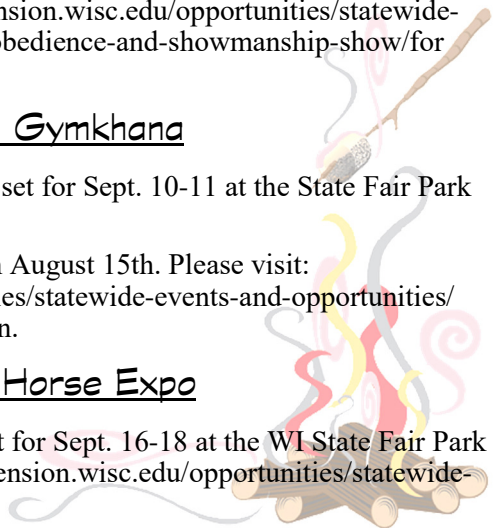 nsion.wisc.edu/opportunities/statewide-
bedience-and-showmanship-show/for
Gymkhana
set for Sept. 10-11 at the State Fair Park
August 15th. Please visit:
es/statewide-events-and-opportunities/
n.
Horse Expo
t for Sept. 16-18 at the WI State Fair Park
ension.wisc.edu/opportunities/statewide-